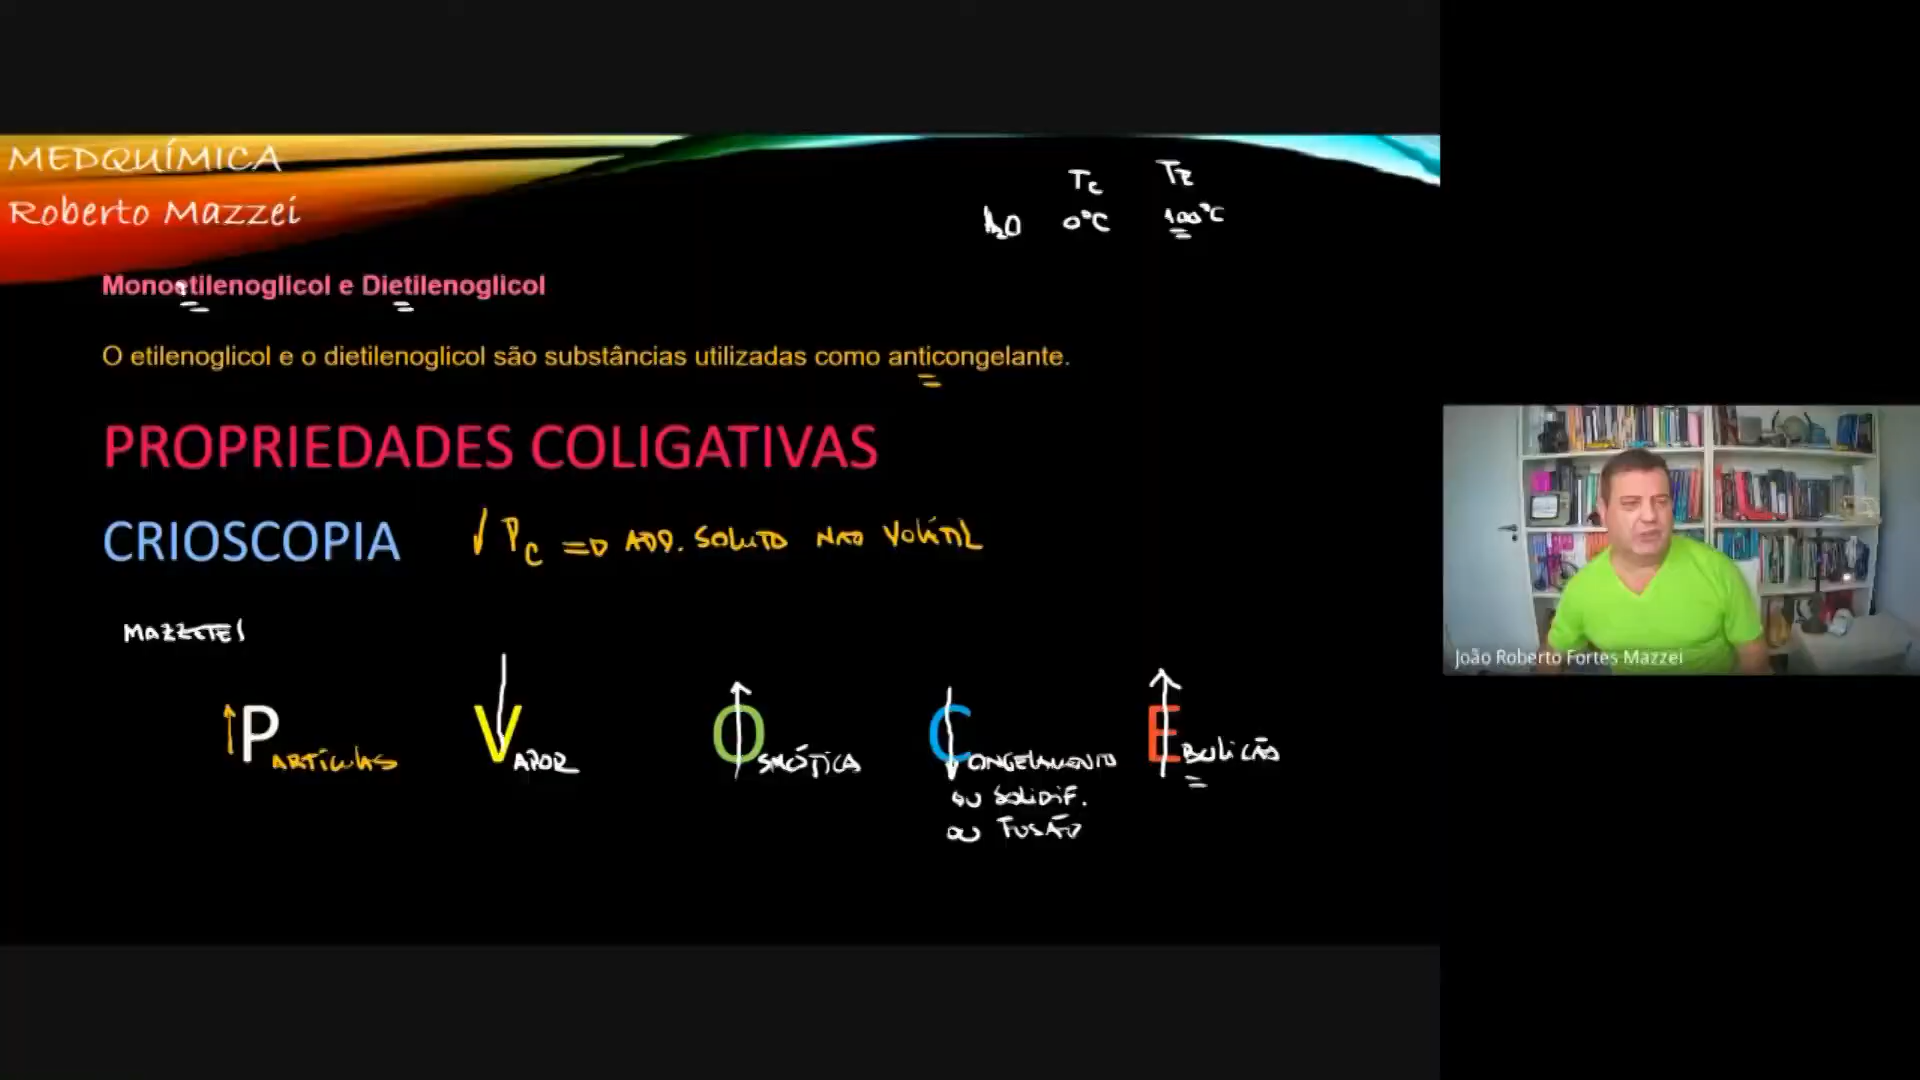 MEDQUÍMICA
Roberto Mazzei
Tc TE
H2O 0°C 100°C
Monoetilenoglicol e Dietilenoglicol
O etilenoglicol e o dietilenoglicol são substâncias utilizadas como anticongelante.
PROPRIEDADES COLIGATIVAS
CRIOSCOPIA ↓ Pc => ADD. SOLUTO NÃO VOLÁTIL
João Roberto Fortes Mazzei
↑PARTÍCULAS ↓VAPOR ↑OSMÓTICA ↓CONGELAMENTO ↑EBULIÇÃO
OU SOLIDIF.
OU FUSÃO